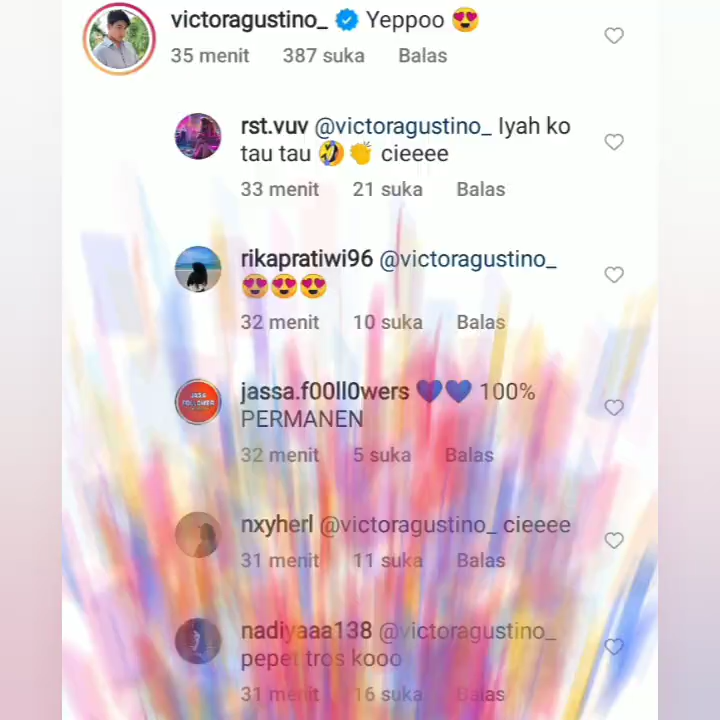 victoragustino_ Yeppoo 😍
35 menit 387 suka Balas
rst.vuv @victoragustino_ Iyah ko
tau tau 🤣👏 cieeee
33 menit 21 suka Balas
rikapratiwi96 @victoragustino_
😍😍😍
32 menit 10 suka Balas
JASA
FOLLOWERS
jassa.f00ll0wers 💜💙 100%
PERMANEN
32 menit 5 suka Balas
nxyherl @victoragustino_ cieeee
31 menit 11 suka Balas
nadiyaaa138 @victoragustino_
pepet tros kooo
31 menit 16 suka Balas